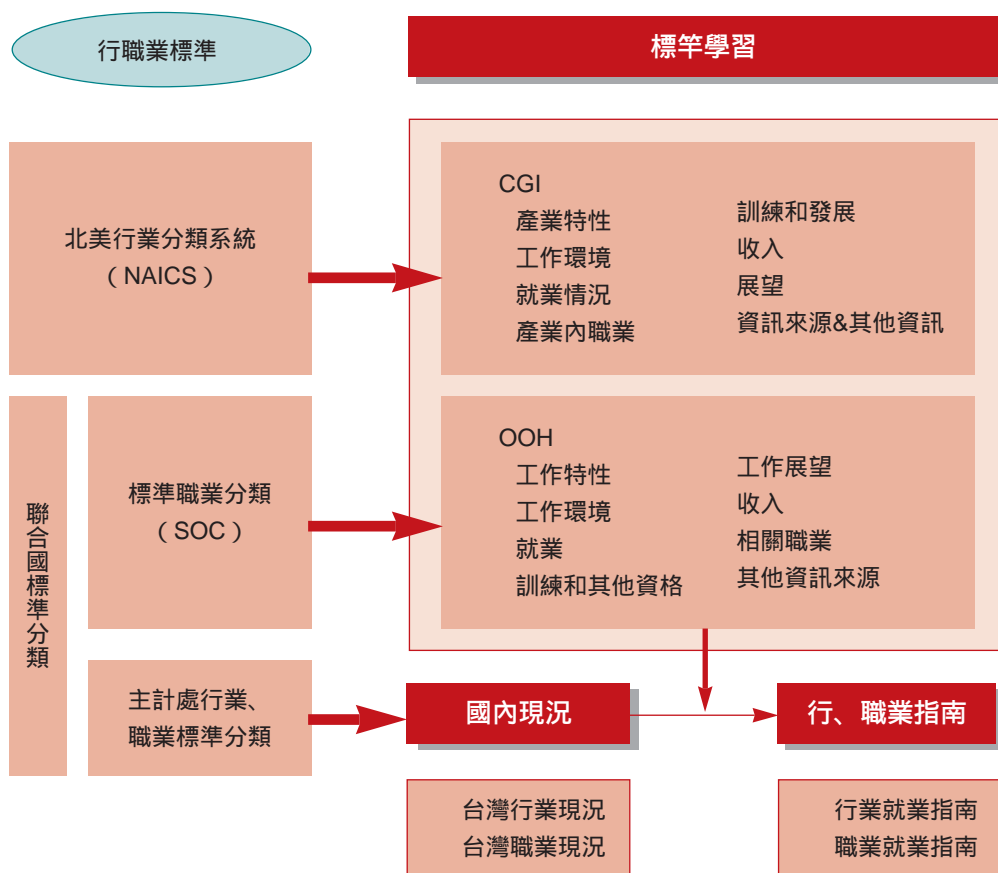 行職業標準
標竿學習
北美行業分類系統
（NAICS）
CGI
產業特性
工作環境
就業情況
產業內職業
訓練和發展
收入
展望
資訊來源&其他資訊
聯合國標準分類
標準職業分類
（SOC）
OOH
工作特性
工作環境
就業
訓練和其他資格
工作展望
收入
相關職業
其他資訊來源
主計處行業、
職業標準分類
國內現況
行、職業指南
台灣行業現況
台灣職業現況
行業就業指南
職業就業指南